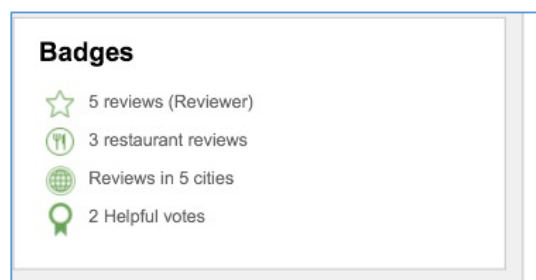 Badges
5 reviews (Reviewer)
3 restaurant reviews
Reviews in 5 cities
2 Helpful votes